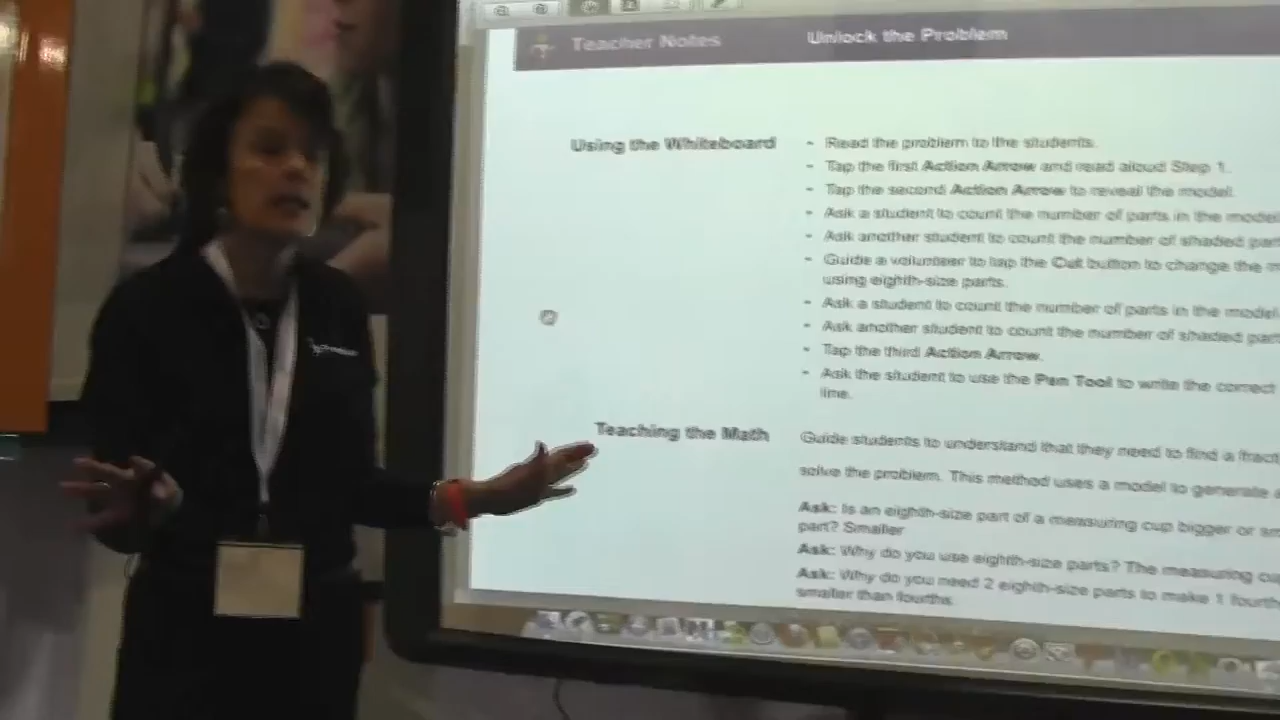 Teacher Notes Unlock the Problem
Using the Whiteboard
- Read the problem to the students.
- Tap the first Action Arrow and read aloud Step 1.
- Tap the second Action Arrow to reveal the model.
- Ask a student to count the number of parts in the model
- Ask another student to count the number of shaded part
- Guide a volunteer to tap the Cut button to change the m
using eighth-size parts.
- Ask a student to count the number of parts in the model
- Ask another student to count the number of shaded part
- Tap the third Action Arrow.
- Ask the student to use the Pen Tool to write the correct
line.
Teaching the Math
Guide students to understand that they need to find a fract
solve the problem. This method uses a model to generate
Ask: Is an eighth-size part of a measuring cup bigger or sm
part? Smaller
Ask: Why do you use eighth-size parts? The measuring cu
Ask: Why do you need 2 eighth-size parts to make 1 fourth
smaller than fourths.